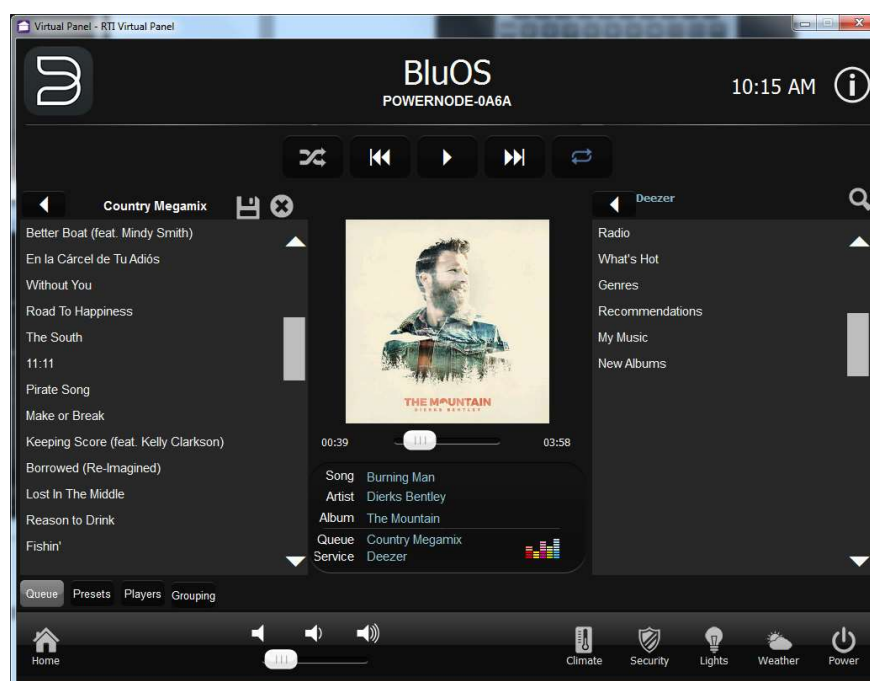 Virtual Panel - RTI Virtual Panel
BluOS
POWERNODE-0A6A
10:15 AM
Country Megamix
Better Boat (feat. Mindy Smith)
En la Cárcel de Tu Adiós
Without You
Road To Happiness
The South
11:11
Pirate Song
Make or Break
Keeping Score (feat. Kelly Clarkson)
Borrowed (Re-Imagined)
Lost In The Middle
Reason to Drink
Fishin'
THE MOUNTAIN
DIERKS BENTLEY
00:39
03:58
Song Burning Man
Artist Dierks Bentley
Album The Mountain
Queue Country Megamix
Service Deezer
Deezer
Radio
What's Hot
Genres
Recommendations
My Music
New Albums
Queue Presets Players Grouping
Home
Climate Security Lights Weather Power